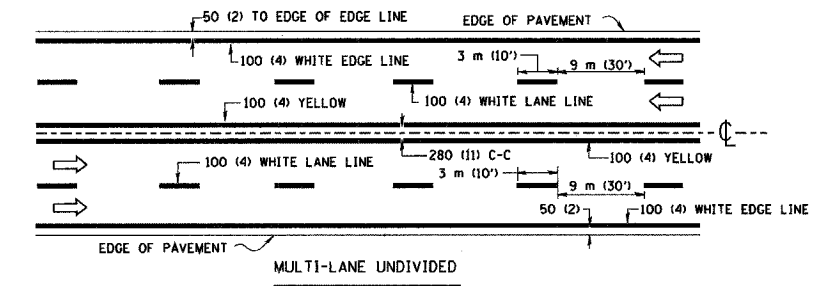 50 (2) TO EDGE OF EDGE LINE
EDGE OF PAVEMENT
100 (4) WHITE EDGE LINE
3 m (10')
9 m (30')
100 (4) YELLOW
100 (4) WHITE LANE LINE
℄
100 (4) WHITE LANE LINE
280 (11) C-C
100 (4) YELLOW
3 m (10')
9 m (30')
50 (2)
100 (4) WHITE EDGE LINE
EDGE OF PAVEMENT
MULTI-LANE UNDIVIDED